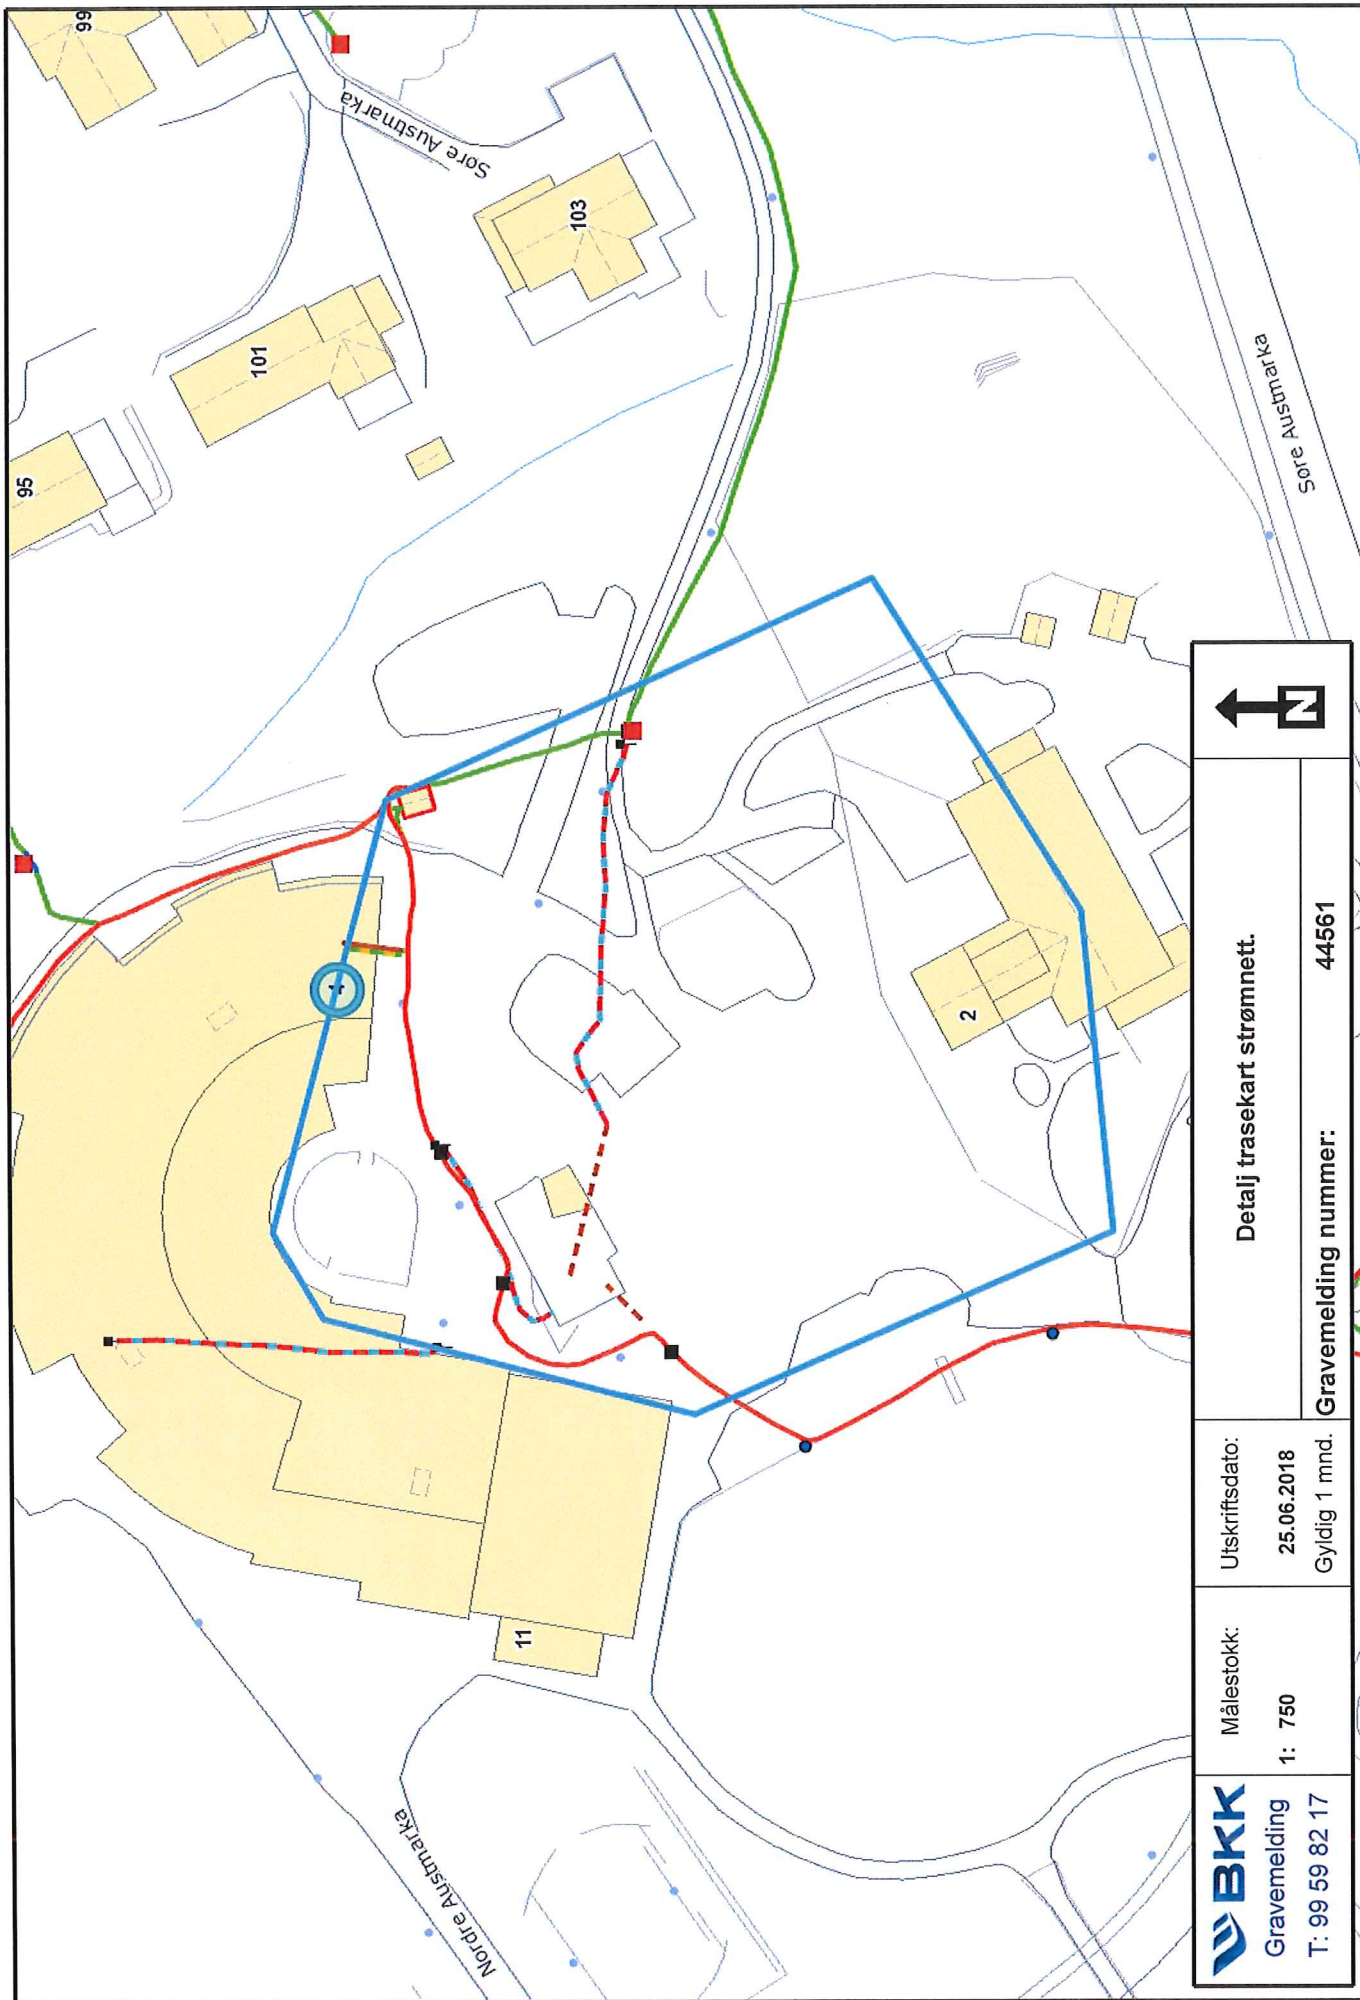 99
Søre Austmarka
103
101
95
Søre Austmarka
1
2
11
Nordre Austmarka
BKK
Gravemelding
T: 99 59 82 17
Målestokk:
1: 750
Utskriftsdato:
25.06.2018
Gyldig 1 mnd.
Detalj trasekart strømnett.
Gravemelding nummer: 44561
N